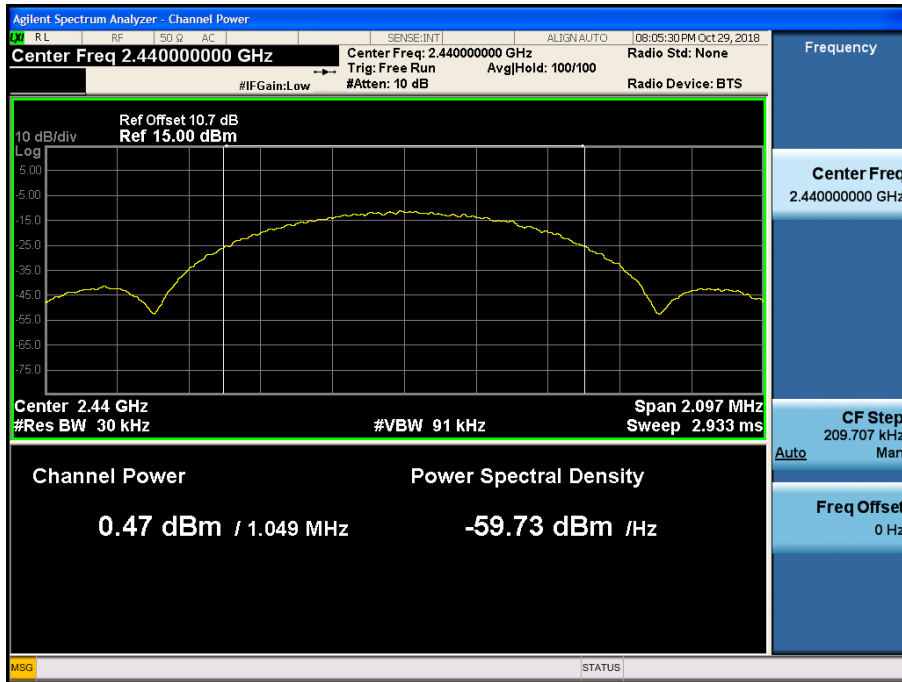 Agilent Spectrum Analyzer - Channel Power
LXI RL RF 50 Ω AC SENSE:INT ALIGN AUTO 08:05:30 PM Oct 29, 2018
Center Freq 2.440000000 GHz
Center Freq: 2.440000000 GHz
Radio Std: None
Trig: Free Run Avg|Hold: 100/100
#IFGain:Low
#Atten: 10 dB
Radio Device: BTS
Ref Offset 10.7 dB
10 dB/div Ref 15.00 dBm
Log
5.00
-5.00
-15.0
-25.0
-35.0
-45.0
-55.0
-65.0
-75.0
Center 2.44 GHz Span 2.097 MHz
#Res BW 30 kHz #VBW 91 kHz Sweep 2.933 ms
Channel Power Power Spectral Density
0.47 dBm / 1.049 MHz -59.73 dBm /Hz
Frequency
Center Freq
2.440000000 GHz
CF Step
209.707 kHz
Auto Man
Freq Offset
0 Hz
MSG STATUS